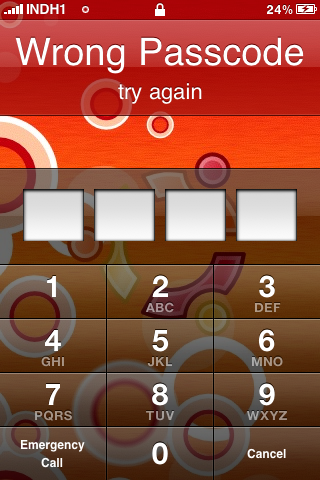 INDH1 24%
Wrong Passcode
try again
1 2 3
ABC DEF
4 5 6
GHI JKL MNO
7 8 9
PQRS TUV WXYZ
Emergency Call 0 Cancel